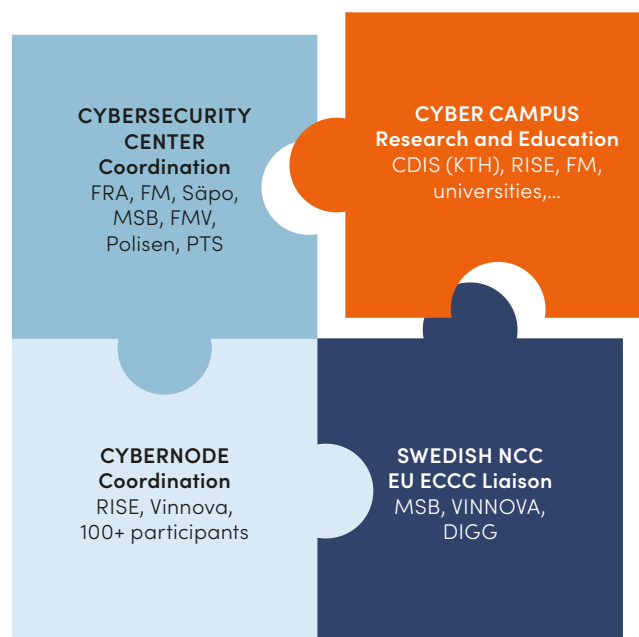 CYBERSECURITY
CENTER
Coordination
FRA, FM, Säpo,
MSB, FMV,
Polisen, PTS
CYBER CAMPUS
Research and Education
CDIS (KTH), RISE, FM,
universities,...
CYBERNODE
Coordination
RISE, Vinnova,
100+ participants
SWEDISH NCC
EU ECCC Liaison
MSB, VINNOVA,
DIGG